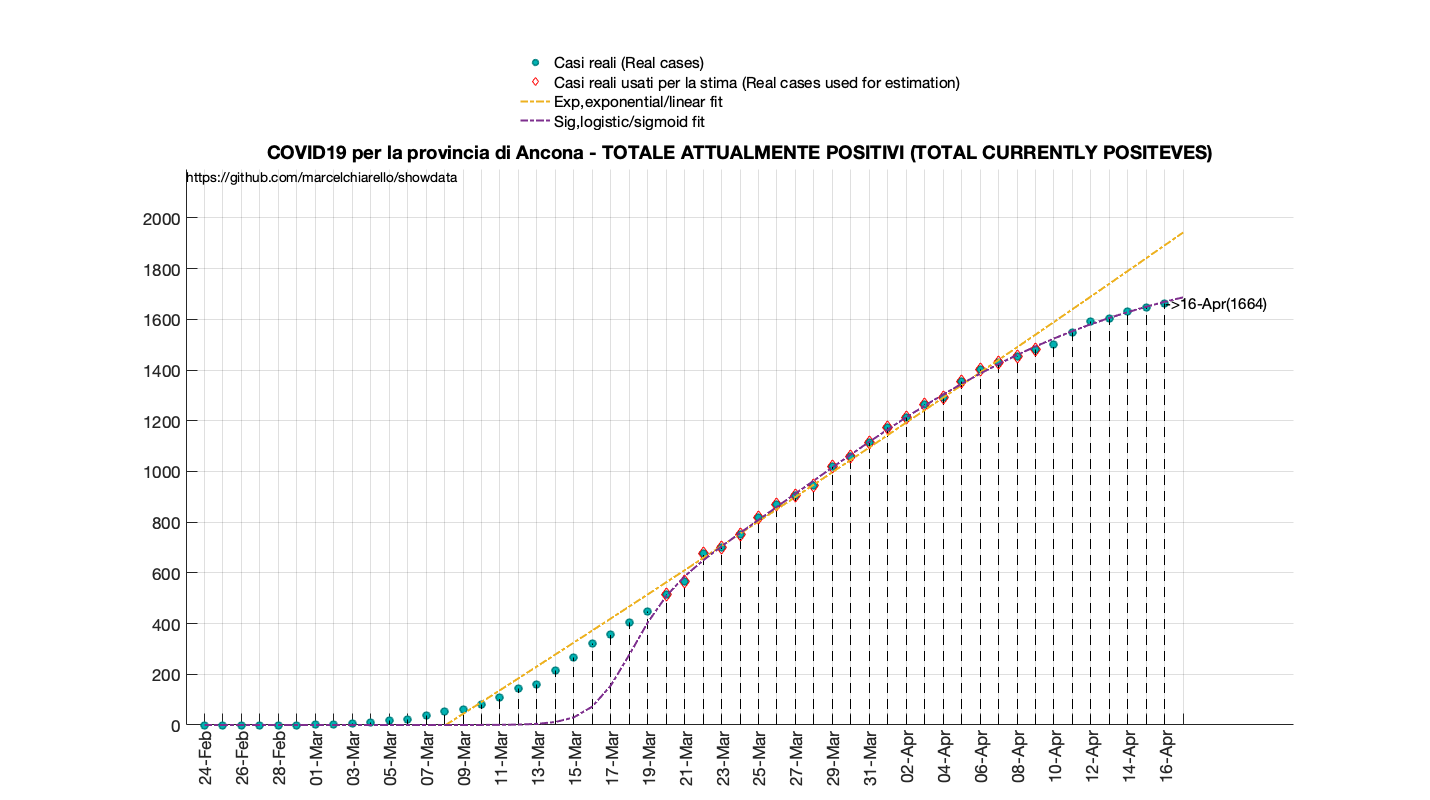 Casi reali (Real cases)
Casi reali usati per la stima (Real cases used for estimation)
Exp,exponential/linear fit
Sig,logistic/sigmoid fit
COVID19 per la provincia di Ancona - TOTALE ATTUALMENTE POSITIVI (TOTAL CURRENTLY POSITEVES)
https://github.com/marcelchiarello/showdata
2000
1800
1600
1400
1200
1000
800
600
400
200
0
->16-Apr(1664)
24-Feb
26-Feb
28-Feb
01-Mar
03-Mar
05-Mar
07-Mar
09-Mar
11-Mar
13-Mar
15-Mar
17-Mar
19-Mar
21-Mar
23-Mar
25-Mar
27-Mar
29-Mar
31-Mar
02-Apr
04-Apr
06-Apr
08-Apr
10-Apr
12-Apr
14-Apr
16-Apr